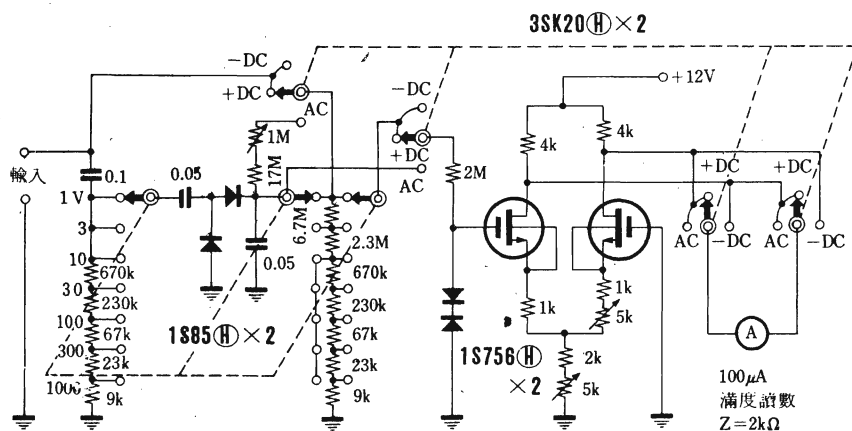 3SK20Ⓗ×2
−DC
+DC
AC
−DC
+DC
AC
+12V
1M
17M
4k
4k
輸入
0.1
0.05
2M
+DC
+DC
1V
6.7M
AC
−DC
AC
−DC
3
2.3M
10
0.05
670k
670k
30
230k
230k
1k
1k
100
67k
1S85Ⓗ×2
67k
5k
A
300
23k
23k
1S756Ⓗ
×2
2k
1000
9k
9k
5k
100μA
滿度讀數
Z=2kΩ